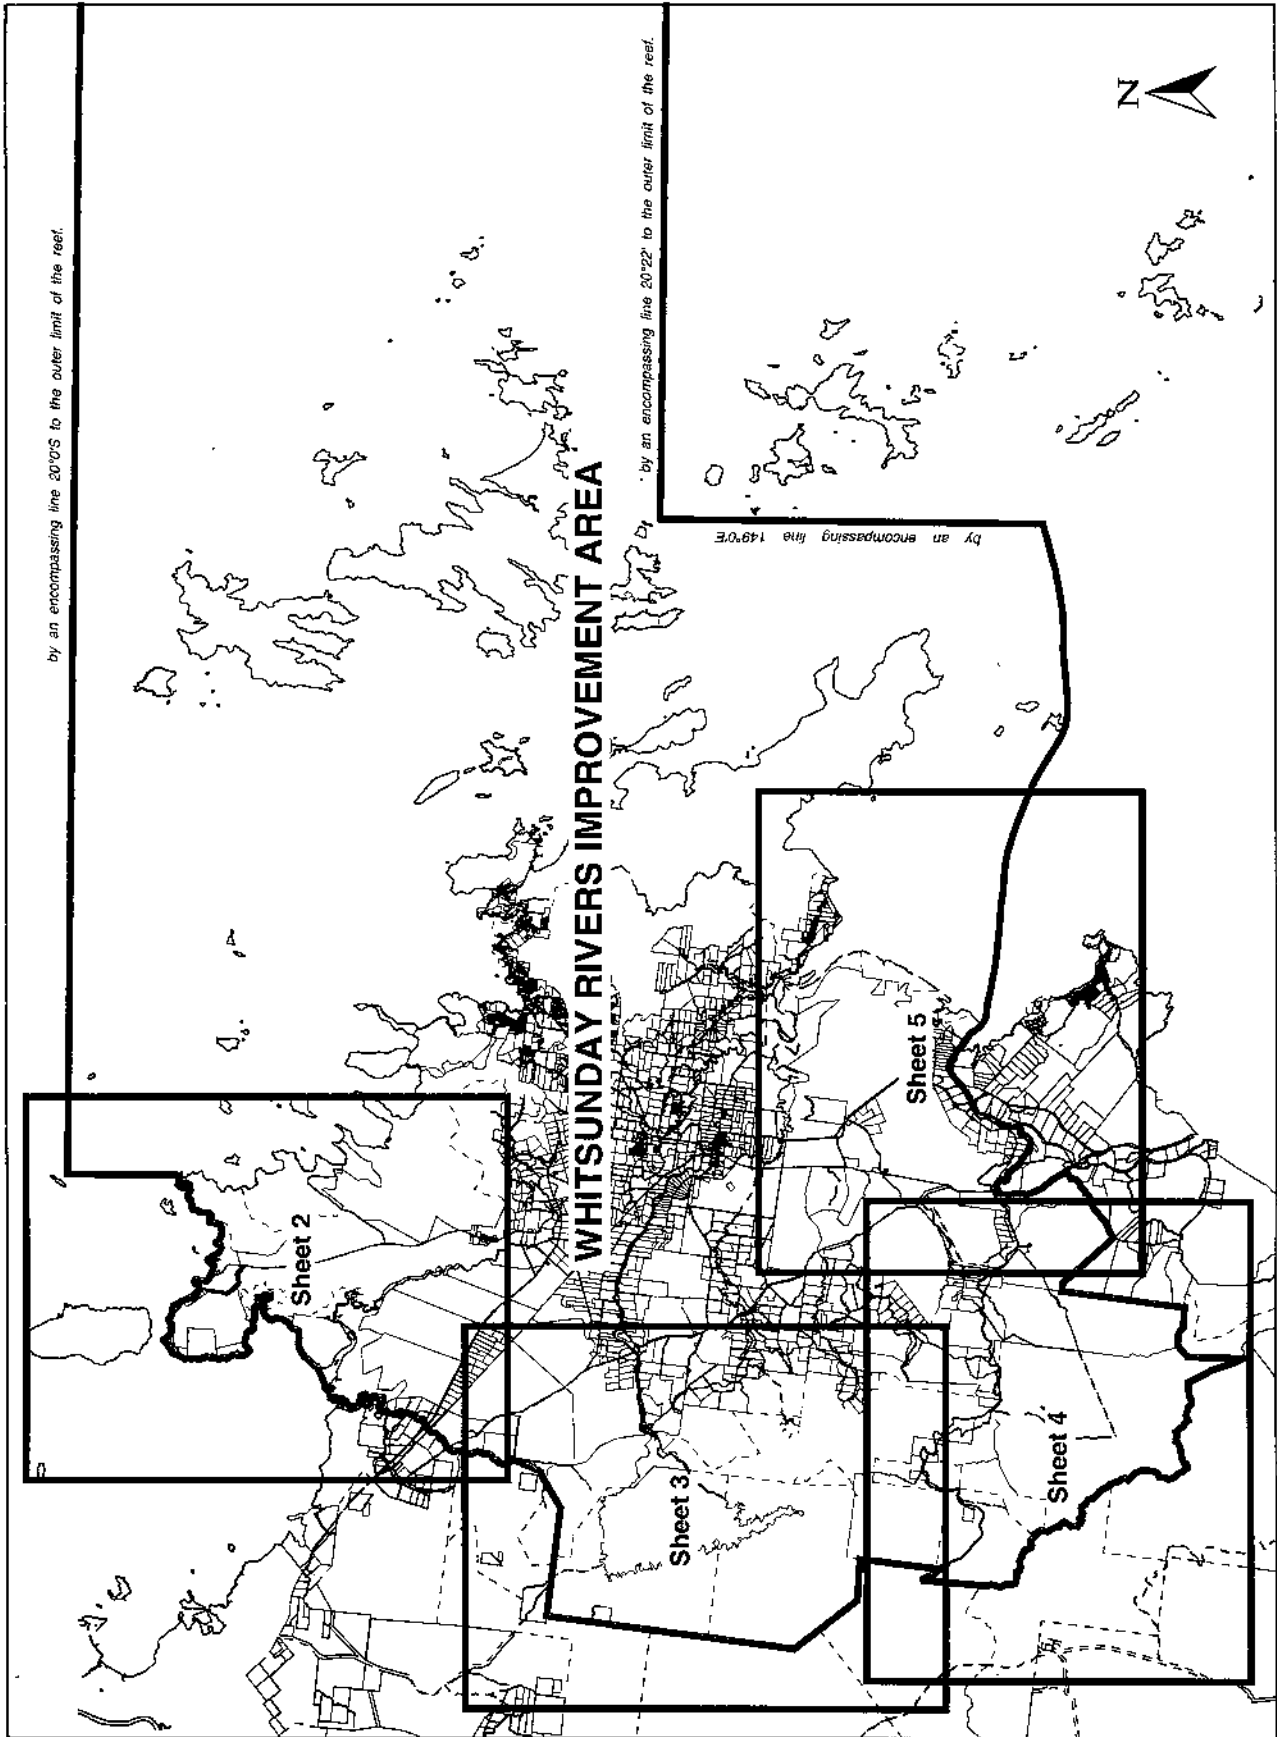 by an encompassing line 20°0'S to the outer limit of the reef.
by an encompassing line 20°22' to the outer limit of the reef.
N
by an encompassing line 149°0'E
WHITSUNDAY RIVERS IMPROVEMENT AREA
Sheet 2
Sheet 3
Sheet 4
Sheet 5